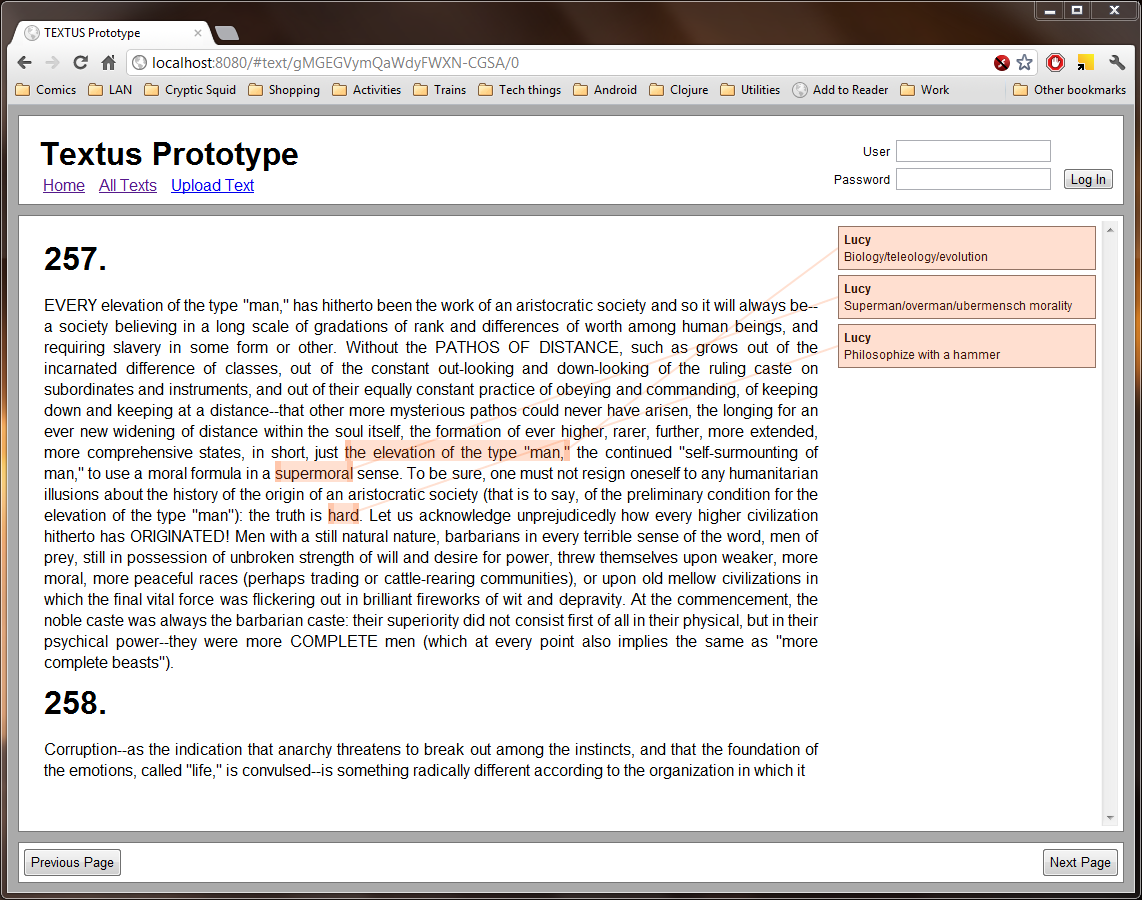 TEXTUS Prototype
localhost:8080/#text/gMGEGVymQaWdyFWXN-CGSA/0
Comics LAN Cryptic Squid Shopping Activities Trains Tech things Android Clojure Utilities Add to Reader Work Other bookmarks
Textus Prototype
Home All Texts Upload Text
User
Password Log In
257.
EVERY elevation of the type "man," has hitherto been the work of an aristocratic society and so it will always be--
a society believing in a long scale of gradations of rank and differences of worth among human beings, and
requiring slavery in some form or other. Without the PATHOS OF DISTANCE, such as grows out of the
incarnated difference of classes, out of the constant out-looking and down-looking of the ruling caste on
subordinates and instruments, and out of their equally constant practice of obeying and commanding, of keeping
down and keeping at a distance--that other more mysterious pathos could never have arisen, the longing for an
ever new widening of distance within the soul itself, the formation of ever higher, rarer, further, more extended,
more comprehensive states, in short, just the elevation of the type "man," the continued "self-surmounting of
man," to use a moral formula in a supermoral sense. To be sure, one must not resign oneself to any humanitarian
illusions about the history of the origin of an aristocratic society (that is to say, of the preliminary condition for the
elevation of the type "man"): the truth is hard. Let us acknowledge unprejudicedly how every higher civilization
hitherto has ORIGINATED! Men with a still natural nature, barbarians in every terrible sense of the word, men of
prey, still in possession of unbroken strength of will and desire for power, threw themselves upon weaker, more
moral, more peaceful races (perhaps trading or cattle-rearing communities), or upon old mellow civilizations in
which the final vital force was flickering out in brilliant fireworks of wit and depravity. At the commencement, the
noble caste was always the barbarian caste: their superiority did not consist first of all in their physical, but in their
psychical power--they were more COMPLETE men (which at every point also implies the same as "more
complete beasts").
258.
Corruption--as the indication that anarchy threatens to break out among the instincts, and that the foundation of
the emotions, called "life," is convulsed--is something radically different according to the organization in which it
Lucy
Biology/teleology/evolution
Lucy
Superman/overman/ubermensch morality
Lucy
Philosophize with a hammer
Previous Page
Next Page